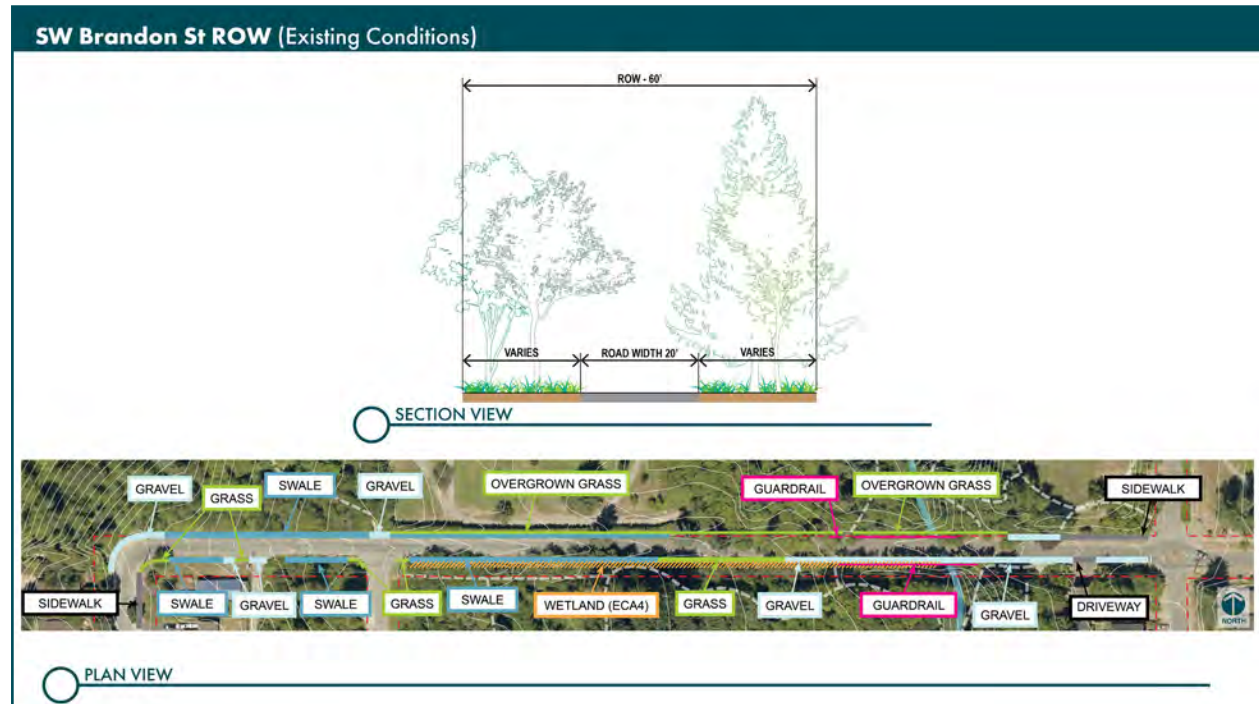 SW Brandon St ROW (Existing Conditions)
ROW - 60'
VARIES
ROAD WIDTH 20'
VARIES
SECTION VIEW
GRAVEL
GRASS
SWALE
GRAVEL
OVERGROWN GRASS
GUARDRAIL
OVERGROWN GRASS
SIDEWALK
SIDEWALK
SWALE
GRAVEL
SWALE
GRASS
SWALE
WETLAND (ECA4)
GRASS
GRAVEL
GUARDRAIL
GRAVEL
DRIVEWAY
NORTH
PLAN VIEW